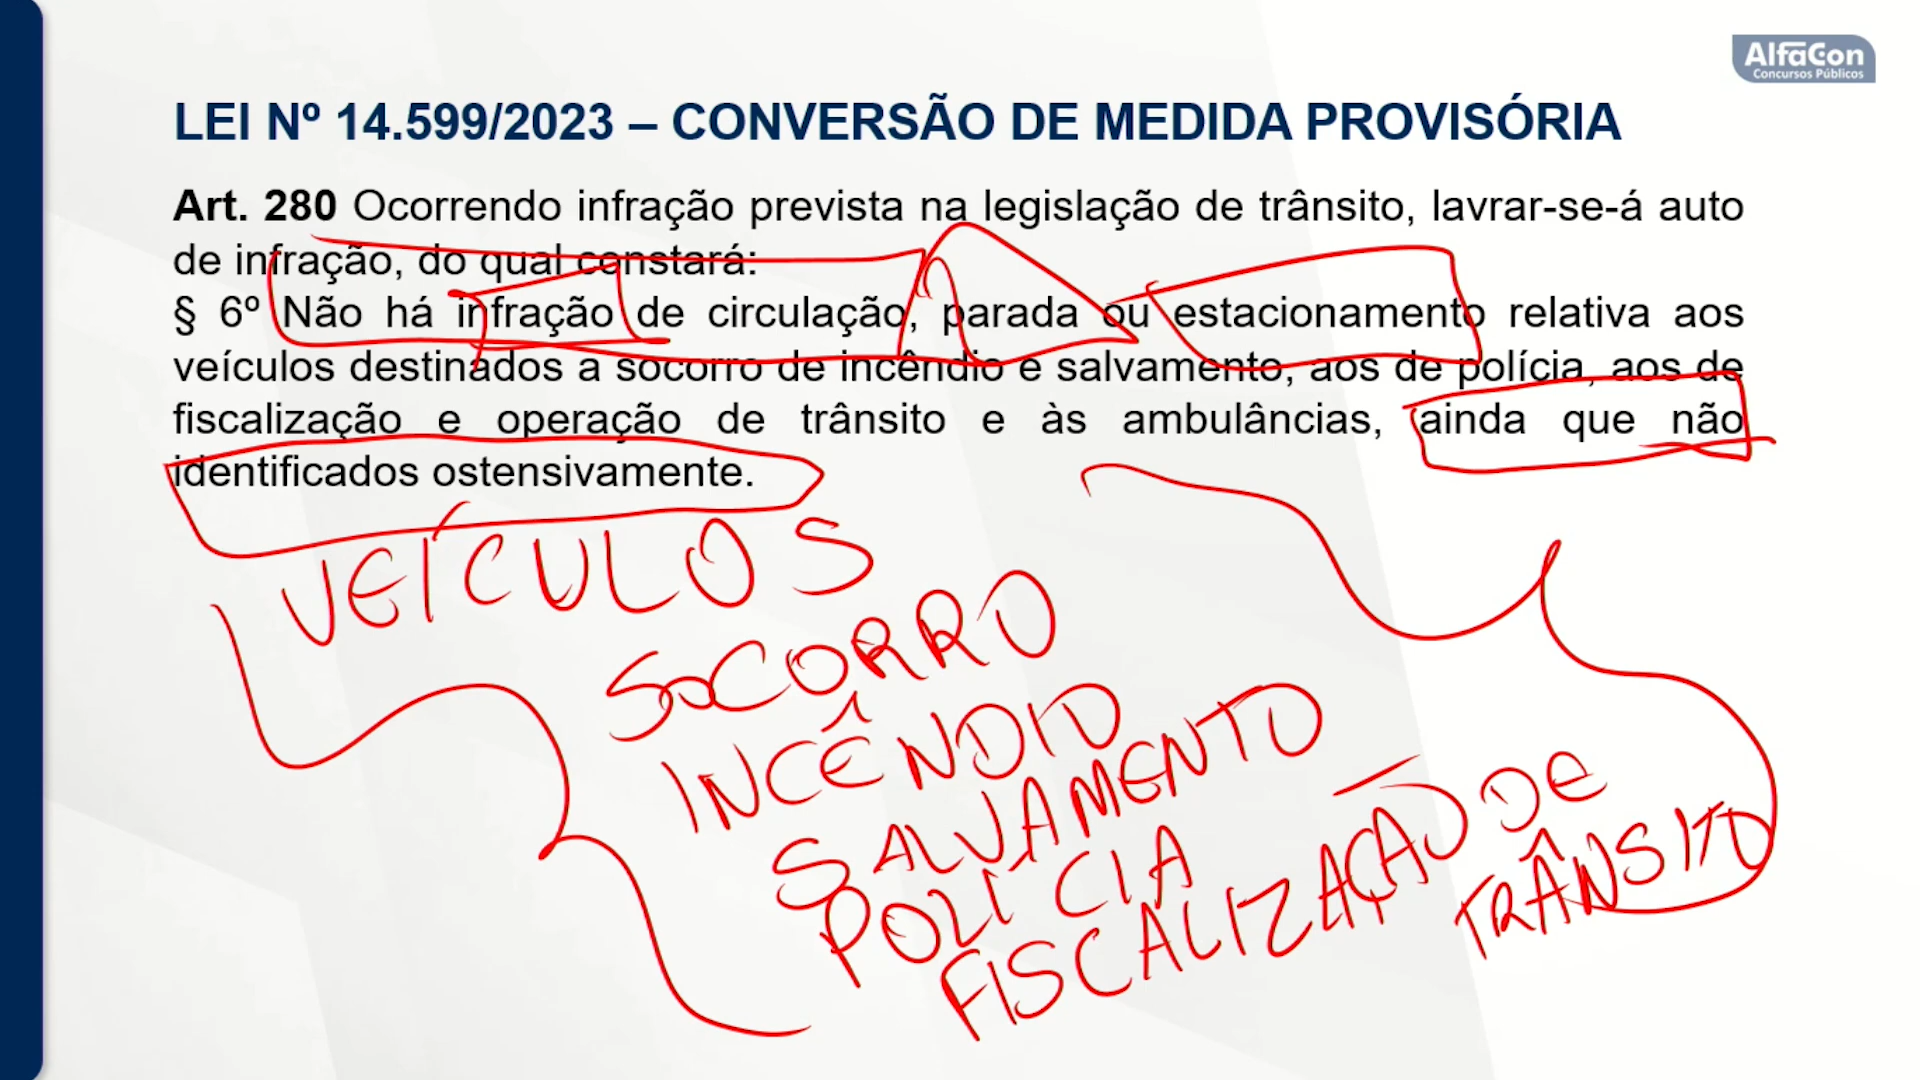 AlfaCon
Concursos Públicos
LEI Nº 14.599/2023 – CONVERSÃO DE MEDIDA PROVISÓRIA
Art. 280 Ocorrendo infração prevista na legislação de trânsito, lavrar-se-á auto
de infração, do qual constará:
§ 6º Não há infração de circulação, parada ou estacionamento relativa aos
veículos destinados a socorro de incêndio e salvamento, aos de polícia, aos de
fiscalização e operação de trânsito e às ambulâncias, ainda que não
identificados ostensivamente.
VEÍCULOS
SOCORRO
INCÊNDIO
SALVAMENTO
POLÍCIA
FISCALIZAÇÃO DE
TRÂNSITO